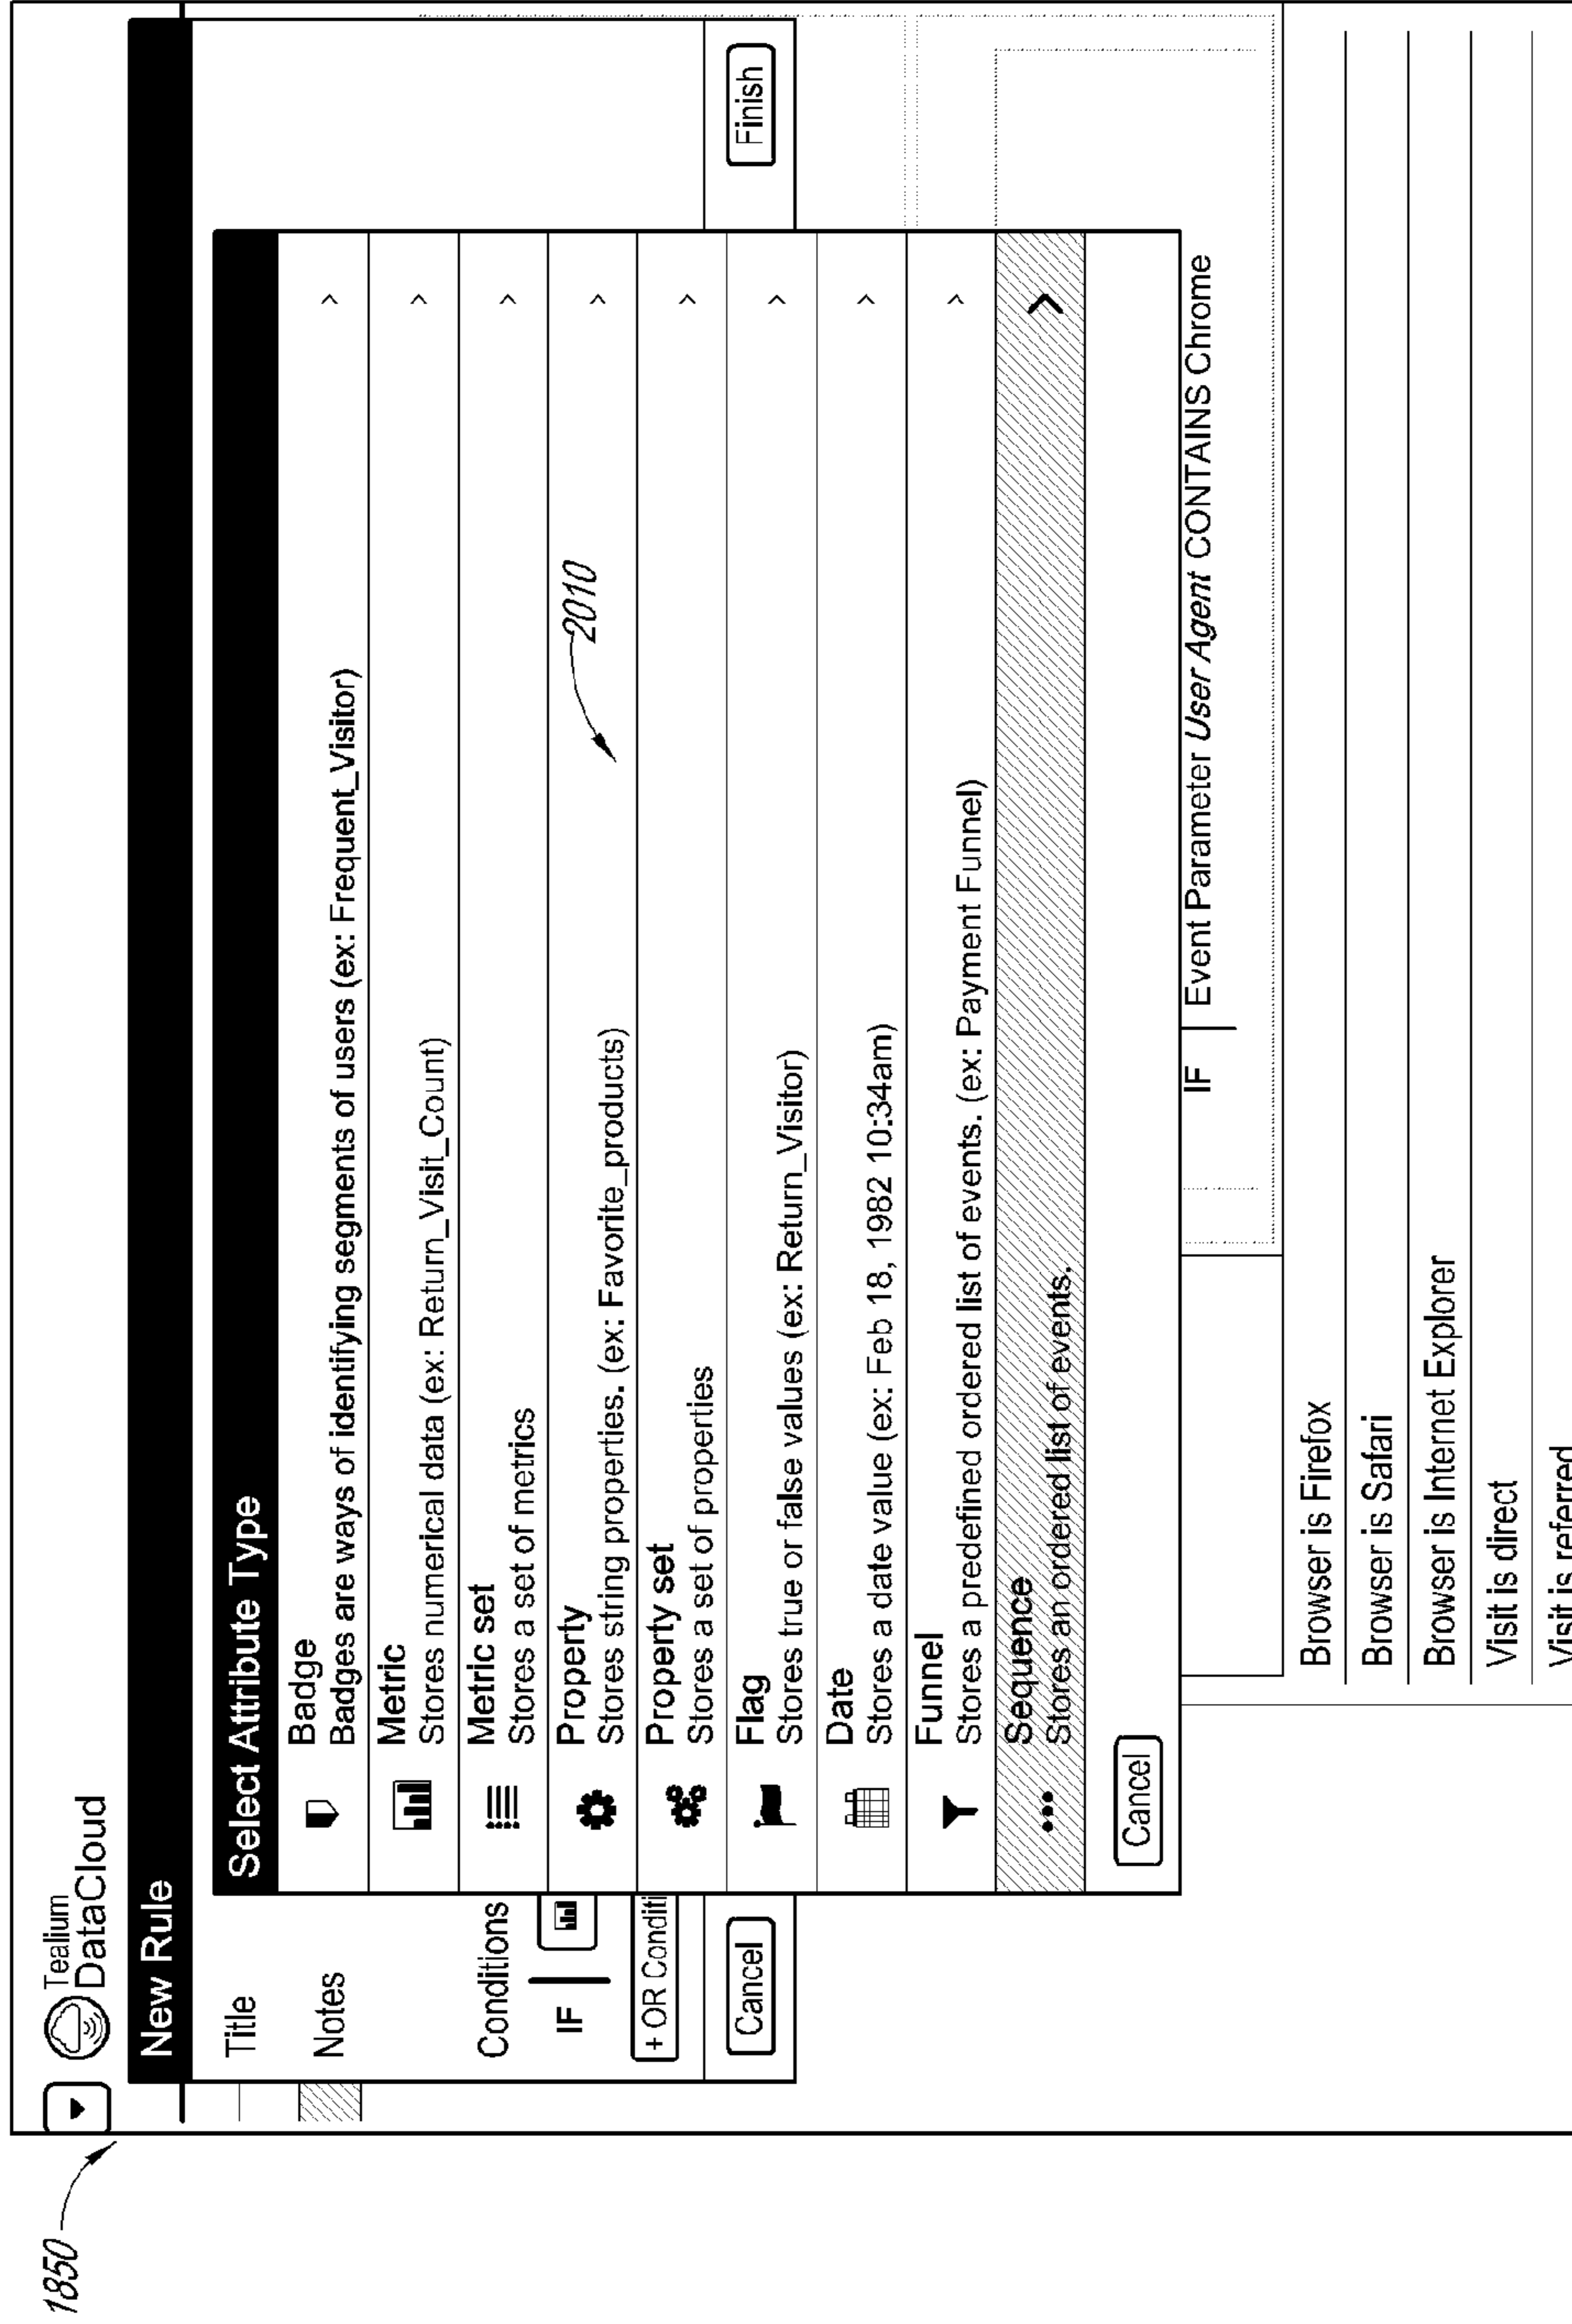 1850
Tealium
DataCloud
New Rule
Title
Notes
Conditions
IF
+ OR Conditi
Cancel
Finish
Select Attribute Type
Badge
Badges are ways of identifying segments of users (ex: Frequent_Visitor)
>
Metric
Stores numerical data (ex: Return_Visit_Count)
>
Metric set
Stores a set of metrics
>
Property
Stores string properties. (ex: Favorite_products)
>
2010
Property set
Stores a set of properties
>
Flag
Stores true or false values (ex: Return_Visitor)
>
Date
Stores a date value (ex: Feb 18, 1982 10:34am)
>
Funnel
Stores a predefined ordered list of events. (ex: Payment Funnel)
>
Sequence
Stores an ordered list of events.
>
Cancel
IF Event Parameter User Agent CONTAINS Chrome
Browser is Firefox
Browser is Safari
Browser is Internet Explorer
Visit is direct
Visit is referred